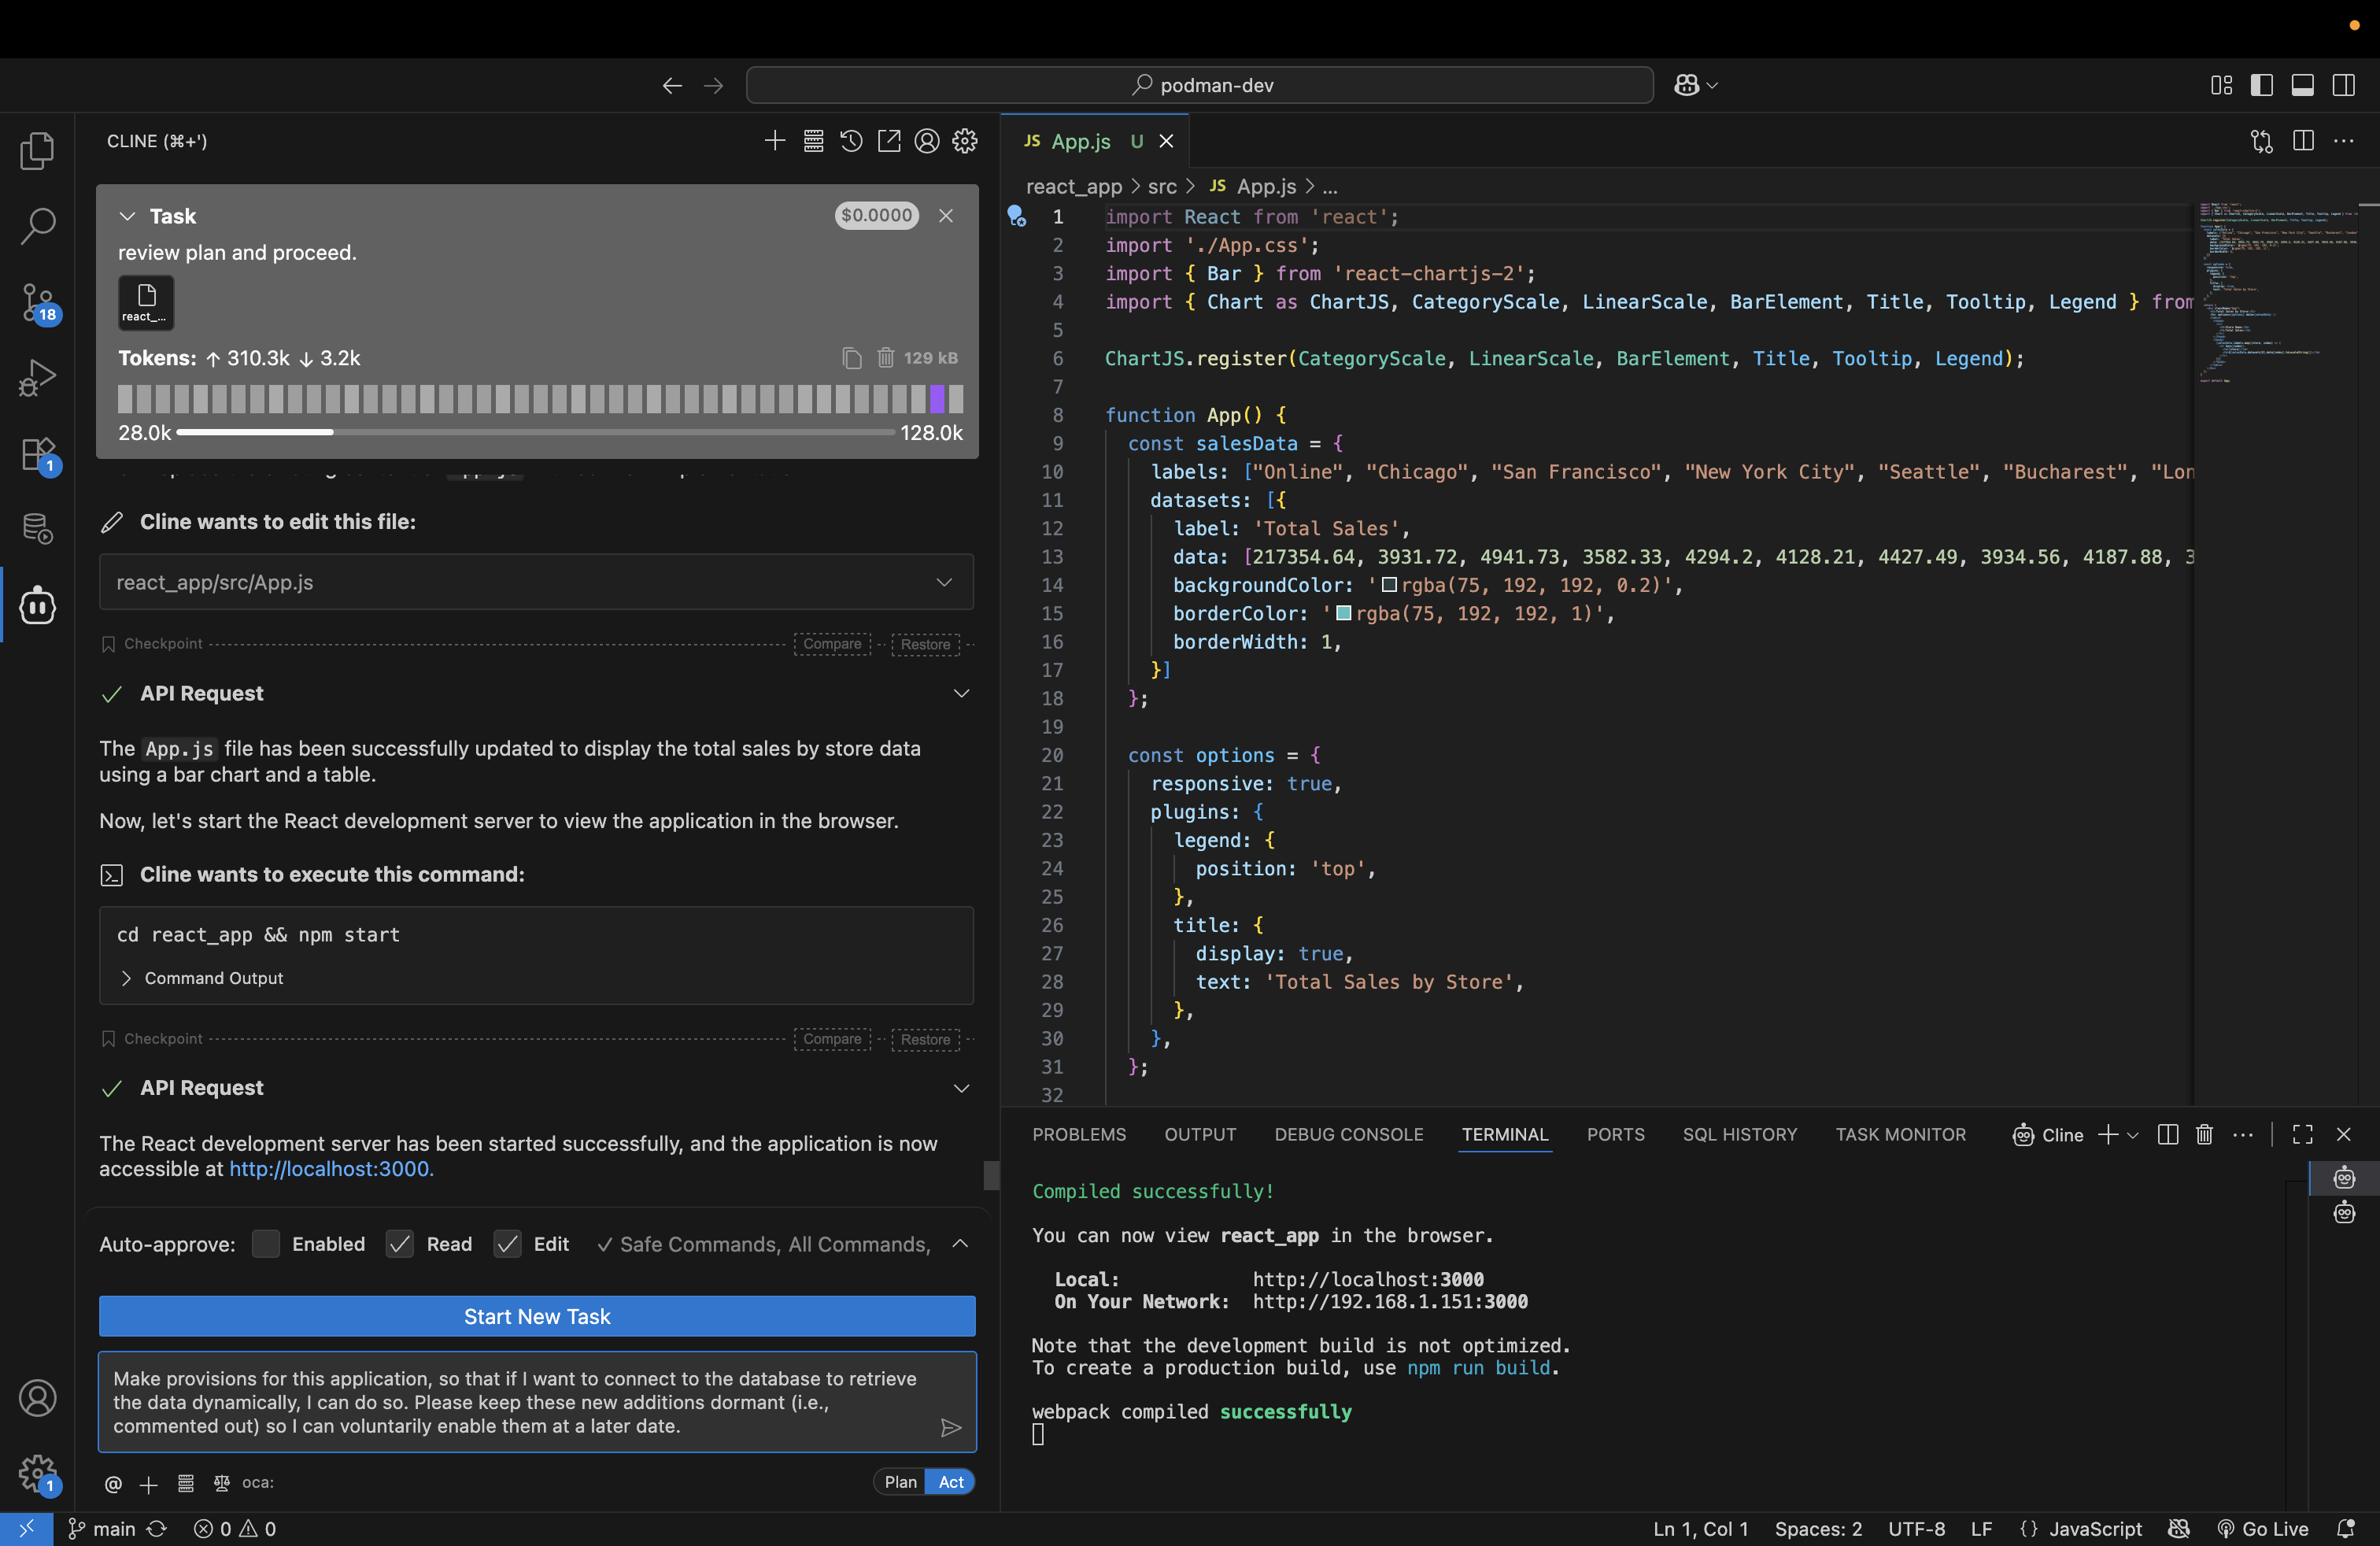 podman-dev
CLINE (⌘+')
Task
$0.0000
review plan and proceed.
react_...
Tokens: ↑ 310.3k ↓ 3.2k
129 kB
28.0k
128.0k
Cline wants to edit this file:
react_app/src/App.js
Checkpoint
Compare
Restore
API Request
The App.js file has been successfully updated to display the total sales by store data
using a bar chart and a table.
Now, let's start the React development server to view the application in the browser.
Cline wants to execute this command:
cd react_app && npm start
Command Output
Checkpoint
Compare
Restore
API Request
The React development server has been started successfully, and the application is now
accessible at http://localhost:3000.
Auto-approve: Enabled Read Edit ✓ Safe Commands, All Commands,
Start New Task
Make provisions for this application, so that if I want to connect to the database to retrieve
the data dynamically, I can do so. Please keep these new additions dormant (i.e.,
commented out) so I can voluntarily enable them at a later date.
@ oca:
Plan Act
18
1
1
JS App.js U
react_app > src > JS App.js > ...
1 import React from 'react';
2 import './App.css';
3 import { Bar } from 'react-chartjs-2';
4 import { Chart as ChartJS, CategoryScale, LinearScale, BarElement, Title, Tooltip, Legend } from
5
6 ChartJS.register(CategoryScale, LinearScale, BarElement, Title, Tooltip, Legend);
7
8 function App() {
9 const salesData = {
10 labels: ["Online", "Chicago", "San Francisco", "New York City", "Seattle", "Bucharest", "Lon
11 datasets: [{
12 label: 'Total Sales',
13 data: [217354.64, 3931.72, 4941.73, 3582.33, 4294.2, 4128.21, 4427.49, 3934.56, 4187.88, 3
14 backgroundColor: 'rgba(75, 192, 192, 0.2)',
15 borderColor: 'rgba(75, 192, 192, 1)',
16 borderWidth: 1,
17 }]
18 };
19
20 const options = {
21 responsive: true,
22 plugins: {
23 legend: {
24 position: 'top',
25 },
26 title: {
27 display: true,
28 text: 'Total Sales by Store',
29 },
30 },
31 };
32
PROBLEMS OUTPUT DEBUG CONSOLE TERMINAL PORTS SQL HISTORY TASK MONITOR
Cline
Compiled successfully!
You can now view react_app in the browser.
Local: http://localhost:3000
On Your Network: http://192.168.1.151:3000
Note that the development build is not optimized.
To create a production build, use npm run build.
webpack compiled successfully
main 0 0
Ln 1, Col 1 Spaces: 2 UTF-8 LF {} JavaScript Go Live